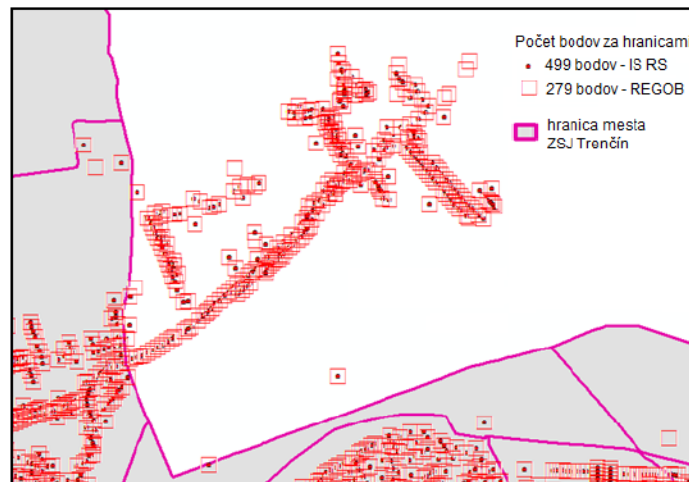 Počet bodov za hranicami
499 bodov - IS RS
279 bodov - REGOB
hranica mesta
ZSJ Trenčín